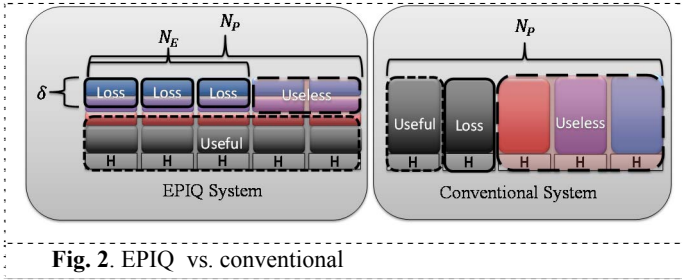 N_P
N_E
δ
Loss Loss Loss Useless
Useful
H H H H H
EPIQ System
N_P
Useful Loss Useless
H H H H H
Conventional System
Fig. 2. EPIQ vs. conventional